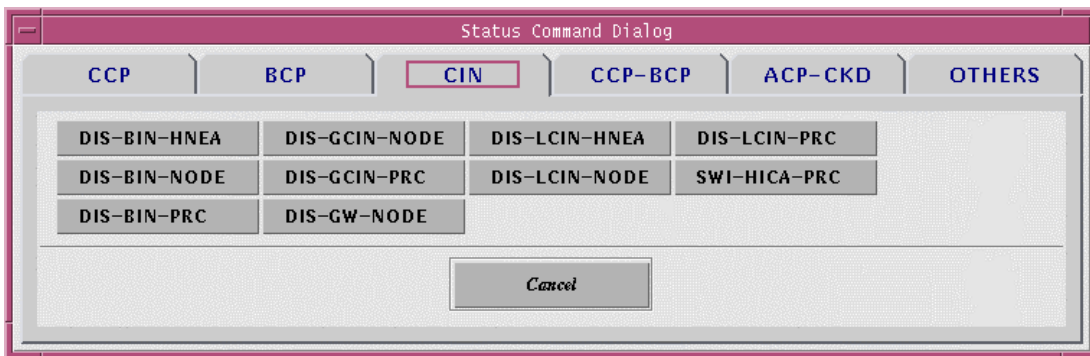 Status Command Dialog
CCP BCP CIN CCP-BCP ACP-CKD OTHERS
DIS-BIN-HNEA DIS-GCIN-NODE DIS-LCIN-HNEA DIS-LCIN-PRC
DIS-BIN-NODE DIS-GCIN-PRC DIS-LCIN-NODE SWI-HICA-PRC
DIS-BIN-PRC DIS-GW-NODE
Cancel